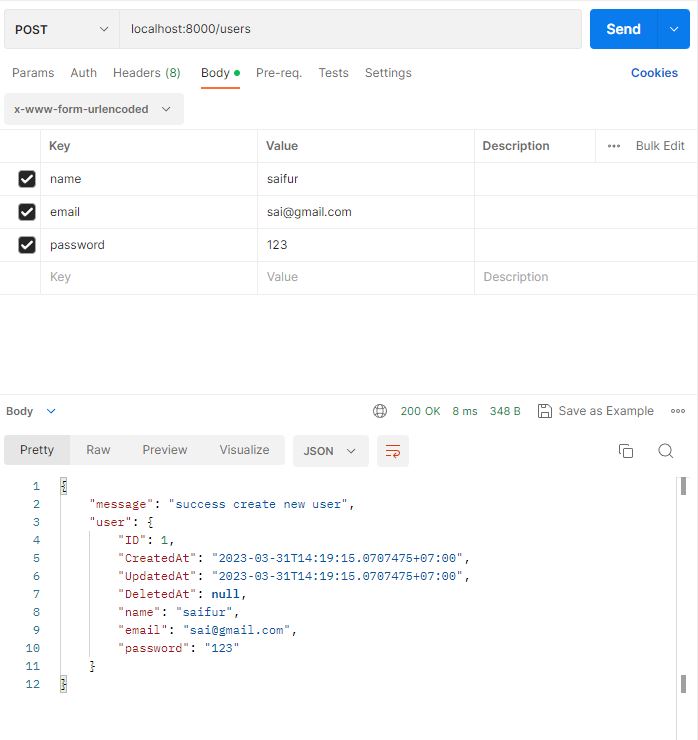 POST localhost:8000/users Send
Params Auth Headers (8) Body Pre-req. Tests Settings Cookies
x-www-form-urlencoded
Key Value Description ••• Bulk Edit
name saifur
email sai@gmail.com
password 123
Key Value Description
Body 200 OK 8 ms 348 B Save as Example •••
Pretty Raw Preview Visualize JSON
1 {
2 "message": "success create new user",
3 "user": {
4 "ID": 1,
5 "CreatedAt": "2023-03-31T14:19:15.0707475+07:00",
6 "UpdatedAt": "2023-03-31T14:19:15.0707475+07:00",
7 "DeletedAt": null,
8 "name": "saifur",
9 "email": "sai@gmail.com",
10 "password": "123"
11 }
12 }